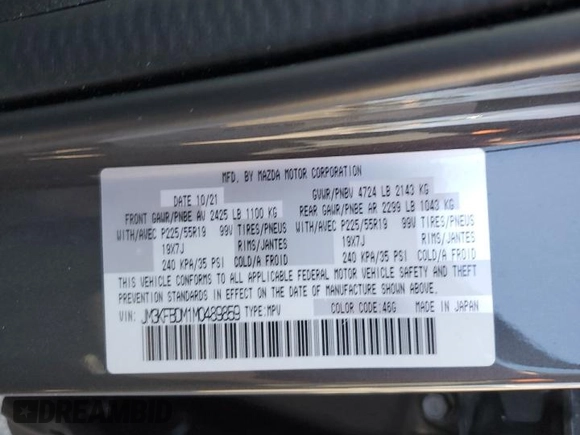 MFD. BY MAZDA MOTOR CORPORATION
DATE 10/21 GVWR/PNBV 4724 LB 2143 KG
FRONT GAWR/PNBE AV 2425 LB 1100 KG REAR GAWR/PNBE AR 2299 LB 1043 KG
WITH/AVEC P225/55R19 99V TIRES/PNEUS WITH/AVEC P225/55R19 99V TIRES/PNEUS
19X7J RIMS/JANTES 19X7J RIMS/JANTES
240 KPA/35 PSI COLD/A FROID 240 KPA/35 PSI COLD/A FROID
THIS VEHICLE CONFORMS TO ALL APPLICABLE FEDERAL MOTOR VEHICLE SAFETY AND THEFT
PREVENTION STANDARDS IN EFFECT ON THE DATE OF MANUFACTURE SHOWN ABOVE.
VIN: JM3KFBDM1M0489869 TYPE:MPV COLOR CODE:46G MADE IN JAPAN
DREAMBID